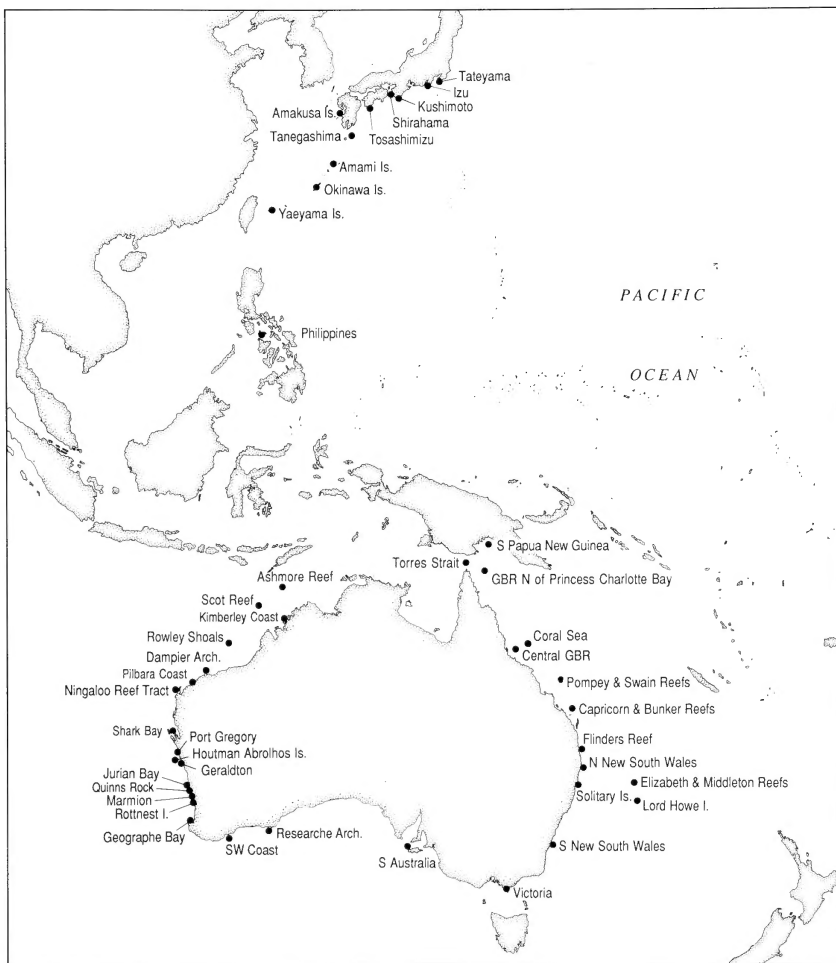 Tateyama
Izu
Kushimoto
Shirahama
Tosashimizu
Amakusa Is.
Tanegashima
Amami Is.
Okinawa Is.
Yaeyama Is.
PACIFIC
OCEAN
Philippines
S Papua New Guinea
Torres Strait
GBR N of Princess Charlotte Bay
Ashmore Reef
Scot Reef
Kimberley Coast
Rowley Shoals
Dampier Arch.
Pilbara Coast
Ningaloo Reef Tract
Coral Sea
Central GBR
Pompey & Swain Reefs
Capricorn & Bunker Reefs
Shark Bay
Port Gregory
Houtman Abrolhos Is.
Geraldton
Jurian Bay
Quinns Rock
Marmion
Rottnest I.
Geographe Bay
SW Coast
Researche Arch.
S Australia
Flinders Reef
N New South Wales
Elizabeth & Middleton Reefs
Solitary Is.
Lord Howe I.
S New South Wales
Victoria